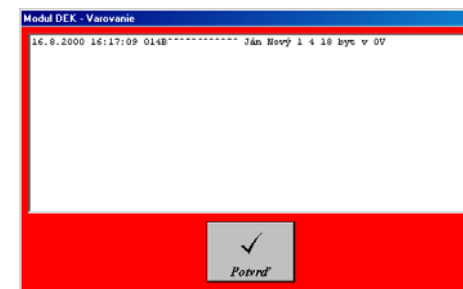 Modul DEK - Varovanie
16.8.2000 16:17:09 014B------------ Ján Nový 1 4 18 byt v OV
Potvrď